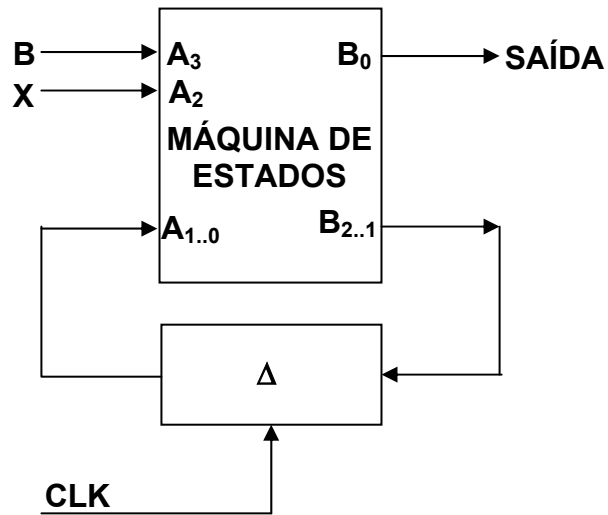 B A₃ B₀ SAÍDA
X A₂
MÁQUINA DE
ESTADOS
A₁..₀ B₂..₁
Δ
CLK